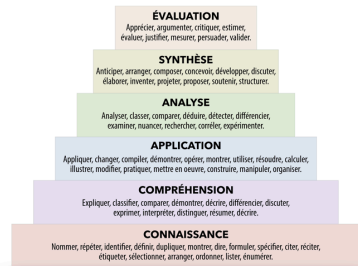 ÉVALUATION
Apprécier, argumenter, critiquer, estimer,
évaluer, justifier, mesurer, persuader, valider.
SYNTHÈSE
Anticiper, arranger, composer, concevoir, développer, discuter,
élaborer, inventer, projeter, proposer, soutenir, structurer.
ANALYSE
Analyser, classer, comparer, déduire, détecter, différencier,
examiner, nuancer, rechercher, corréler, expérimenter.
APPLICATION
Appliquer, changer, compiler, démontrer, opérer, montrer, utiliser, résoudre, calculer,
illustrer, modifier, pratiquer, mettre en oeuvre, construire, manipuler, organiser.
COMPRÉHENSION
Expliquer, classifier, comparer, démontrer, décrire, différencier, discuter,
exprimer, interpréter, distinguer, résumer, décrire.
CONNAISSANCE
Nommer, répéter, identifier, définir, dupliquer, montrer, dire, formuler, spécifier, citer, réciter,
étiqueter, sélectionner, arranger, ordonner, lister, énumérer.